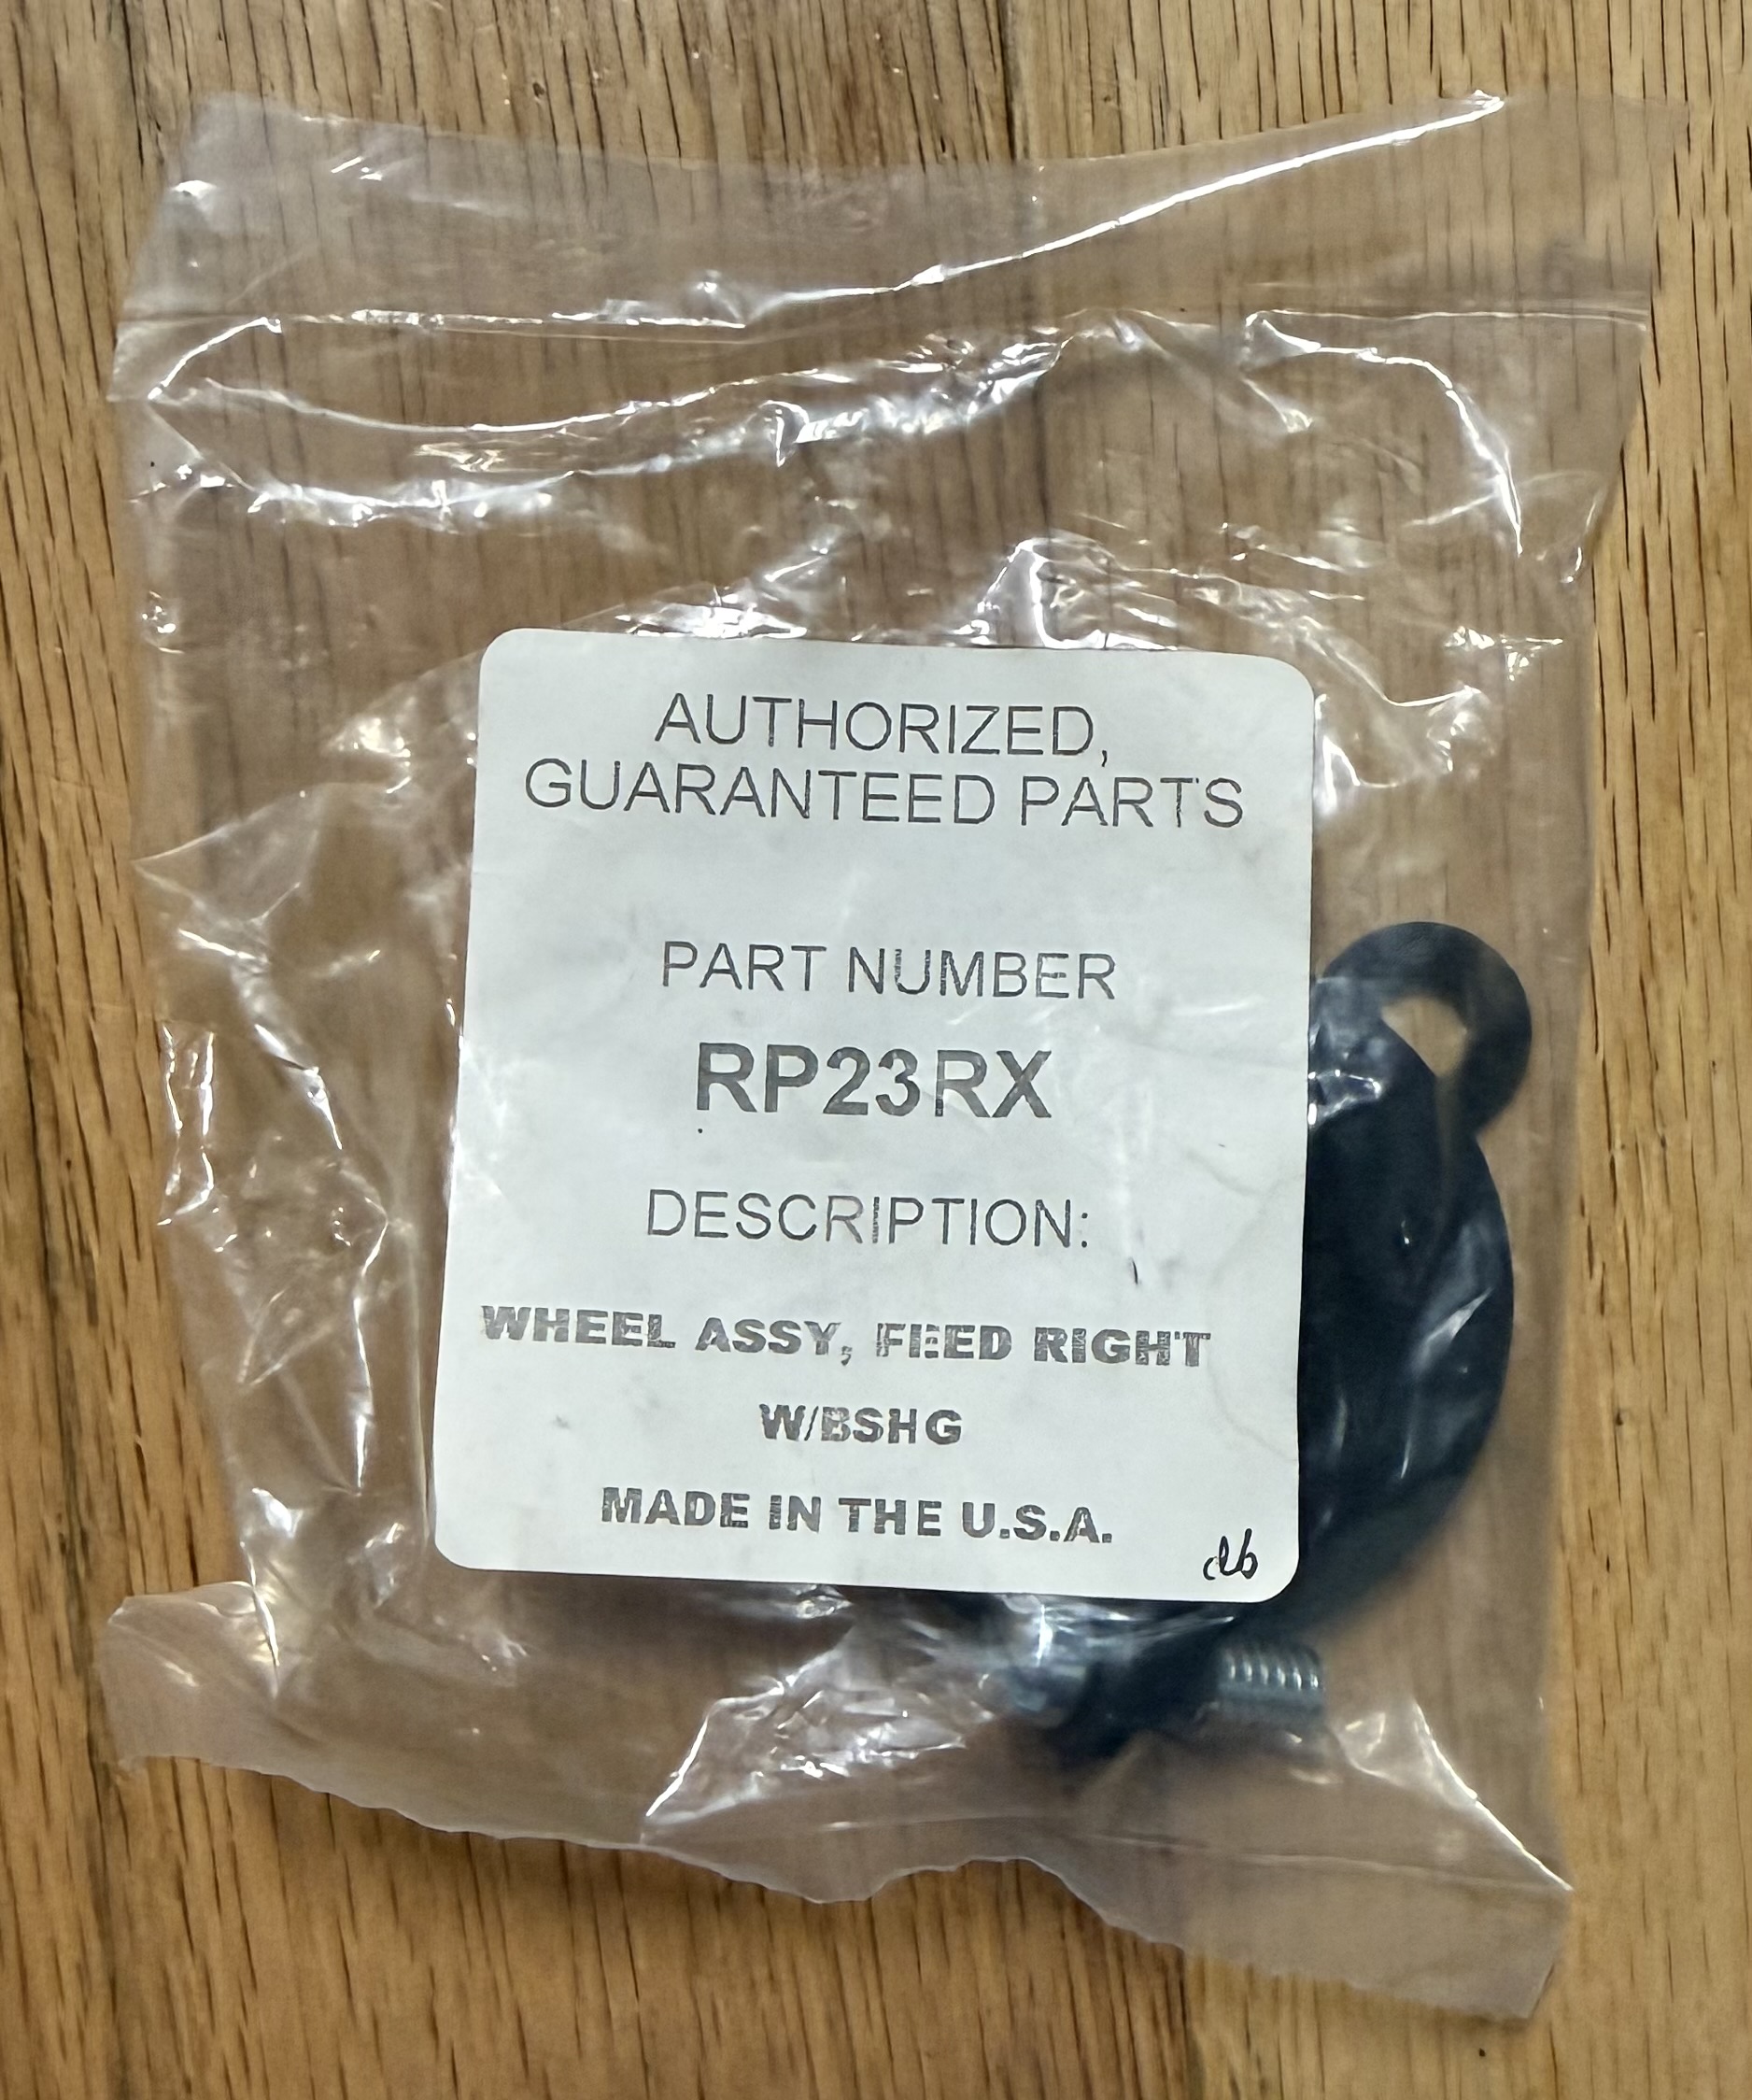 AUTHORIZED,
GUARANTEED PARTS
PART NUMBER
RP23RX
DESCRIPTION:
WHEEL ASSY, FEED RIGHT
W/BSHG
MADE IN THE U.S.A.